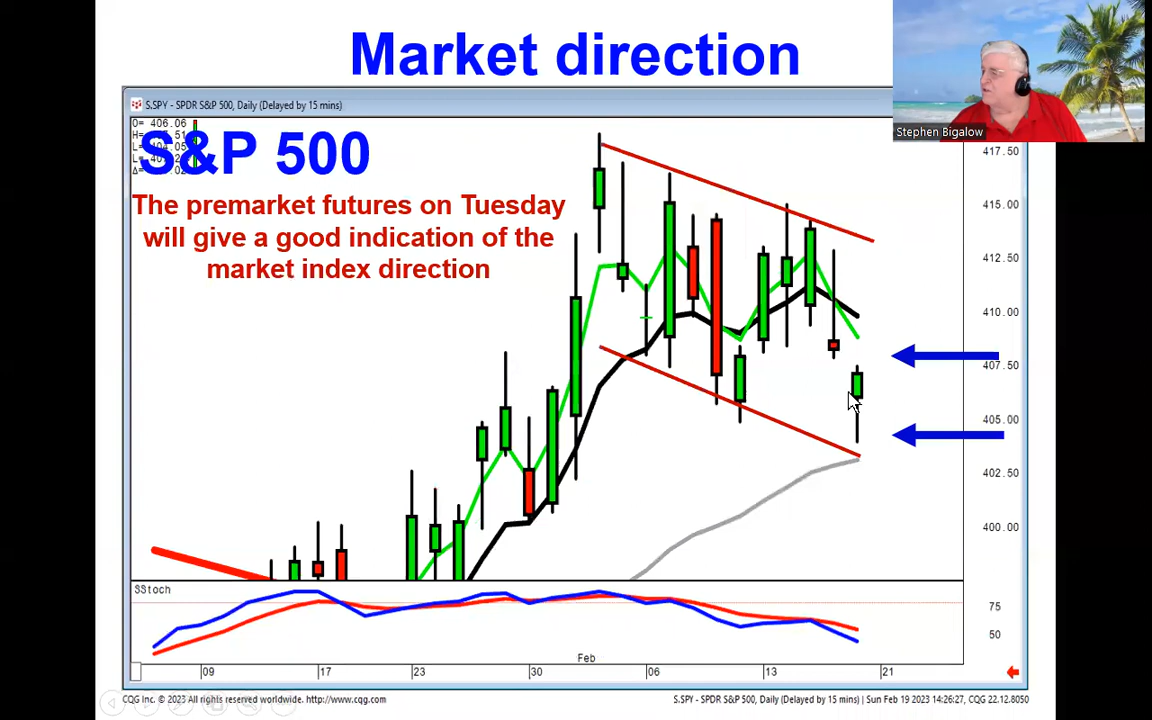 Market direction
Stephen Bigalow
S.SPY - SPDR S&P 500, Daily (Delayed by 15 mins)
O= 406.06
S&P 500
The premarket futures on Tuesday
will give a good indication of the
market index direction
417.50
415.00
412.50
410.00
407.50
405.00
402.50
400.00
SStoch
75
50
Feb
09
17
23
30
06
13
21
CQG Inc. © 2023 All rights reserved worldwide. http://www.cqg.com
S.SPY - SPDR S&P 500, Daily (Delayed by 15 mins) | Sun Feb 19 2023 14:26:27, CQG 22.12.8050